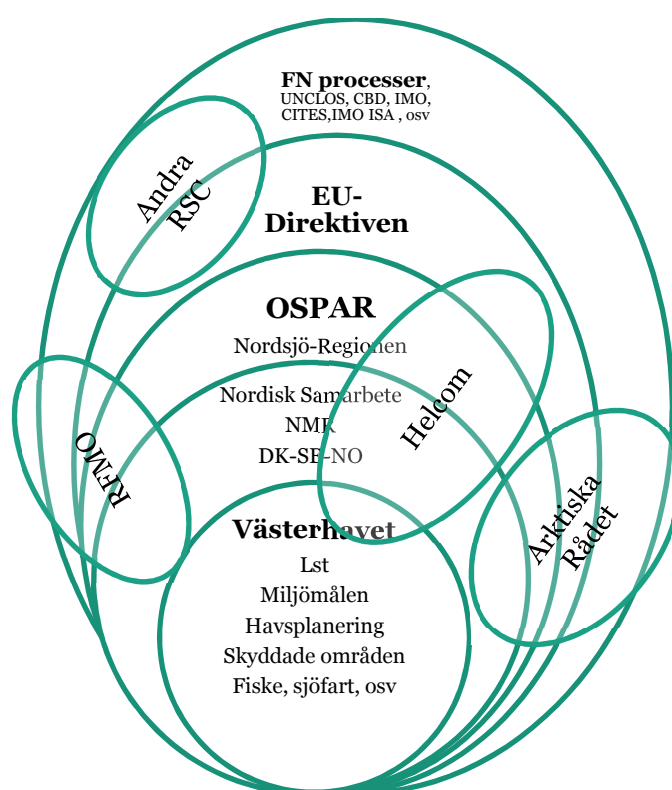 FN processer,
UNCLOS, CBD, IMO,
CITES,IMO ISA , osv
Andra
RSC
EU-
Direktiven
OSPAR
Nordsjö-Regionen
Nordisk Samarbete
NMR
DK-SE-NO
Helcom
RFMO
Arktiska
Rådet
Västerhavet
Lst
Miljömålen
Havsplanering
Skyddade områden
Fiske, sjöfart, osv